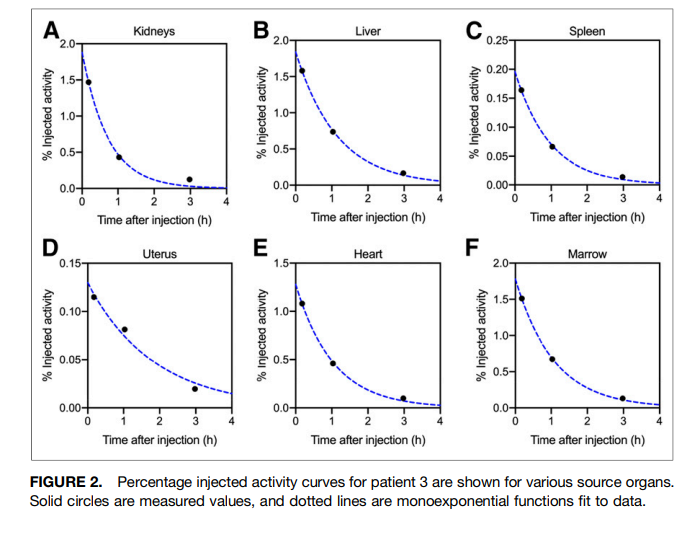 A
Kidneys
% Injected activity
2.0
1.5
1.0
0.5
0.0
0 1 2 3 4
Time after injection (h)
B
Liver
% Injected activity
2.0
1.5
1.0
0.5
0.0
0 1 2 3 4
Time after injection (h)
C
Spleen
% Injected activity
0.25
0.20
0.15
0.10
0.05
0.00
0 1 2 3 4
Time after injection (h)
D
Uterus
% Injected activity
0.15
0.10
0.05
0.00
0 1 2 3 4
Time after injection (h)
E
Heart
% Injected activity
1.5
1.0
0.5
0.0
0 1 2 3 4
Time after injection (h)
F
Marrow
% Injected activity
2.0
1.5
1.0
0.5
0.0
0 1 2 3 4
Time after injection (h)
FIGURE 2. Percentage injected activity curves for patient 3 are shown for various source organs.
Solid circles are measured values, and dotted lines are monoexponential functions fit to data.